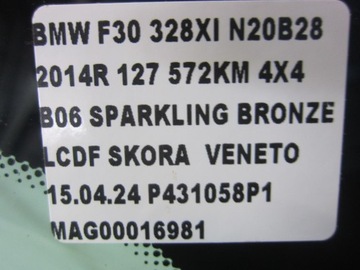 BMW F30 328XI N20B28
2014R 127 572KM 4X4
B06 SPARKLING BRONZE
LCDF SKORA VENETO
15.04.24 P431058P1
MAG00016981